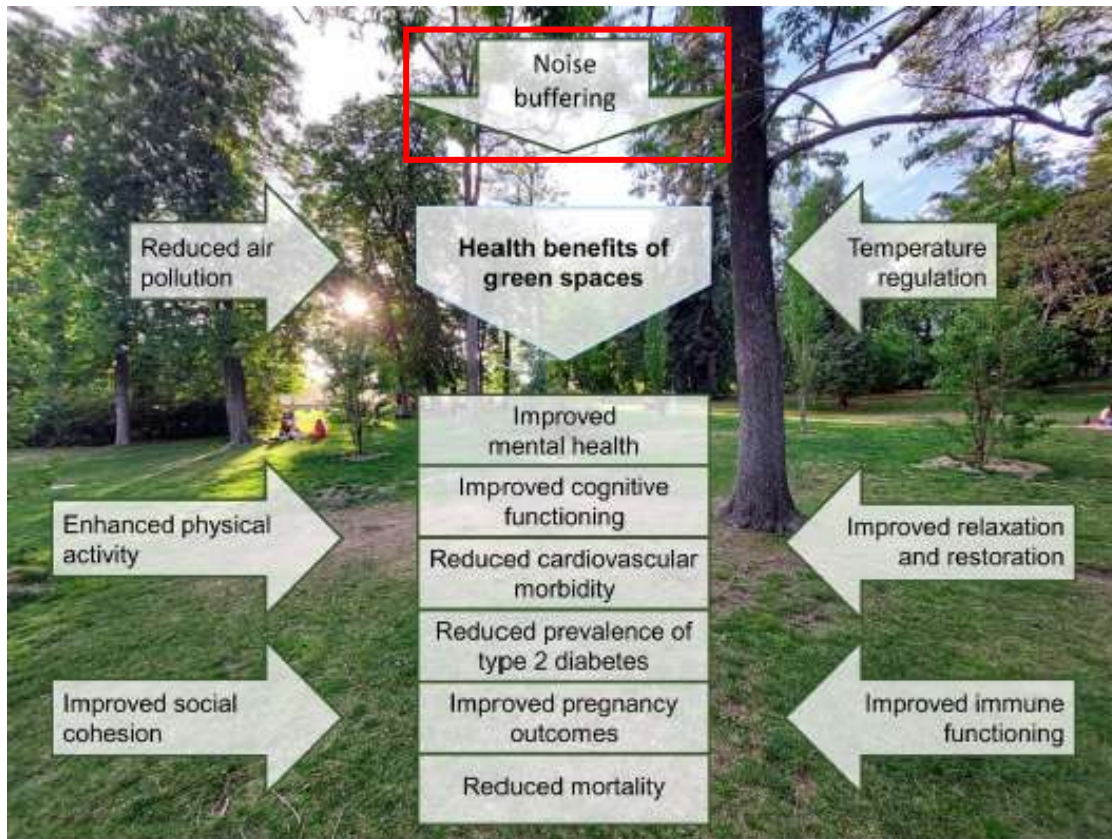 Noise
buffering
Reduced air
pollution
Health benefits of
green spaces
Temperature
regulation
Improved
mental health
Improved cognitive
functioning
Enhanced physical
activity
Reduced cardiovascular
morbidity
Improved relaxation
and restoration
Reduced prevalence of
type 2 diabetes
Improved social
cohesion
Improved pregnancy
outcomes
Improved immune
functioning
Reduced mortality